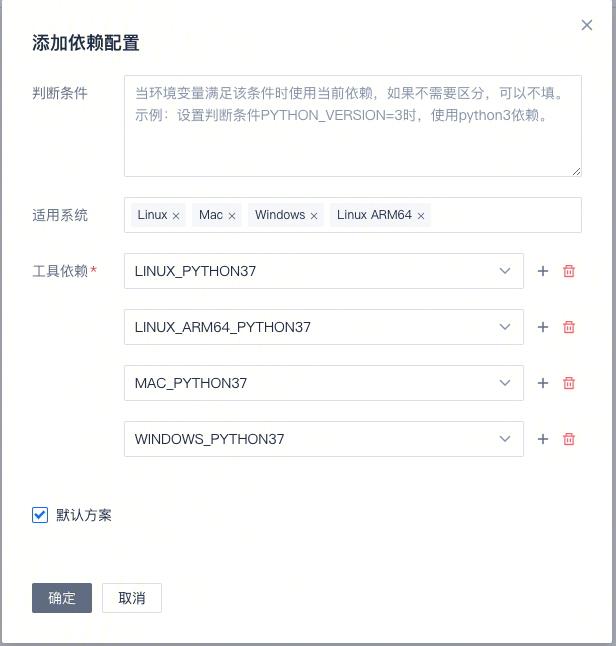 添加依赖配置
判断条件
当环境变量满足该条件时使用当前依赖，如果不需要区分，可以不填。
示例：设置判断条件PYTHON_VERSION=3时，使用python3依赖。
适用系统
Linux × Mac × Windows × Linux ARM64 ×
工具依赖*
LINUX_PYTHON37
LINUX_ARM64_PYTHON37
MAC_PYTHON37
WINDOWS_PYTHON37
默认方案
确定 取消